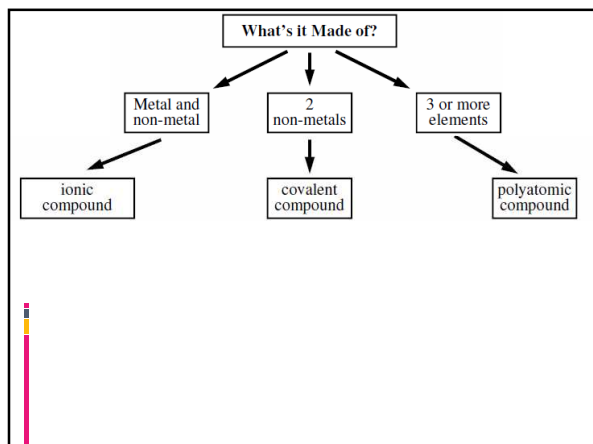 What's it Made of?
Metal and
non-metal
2
non-metals
3 or more
elements
ionic
compound
covalent
compound
polyatomic
compound